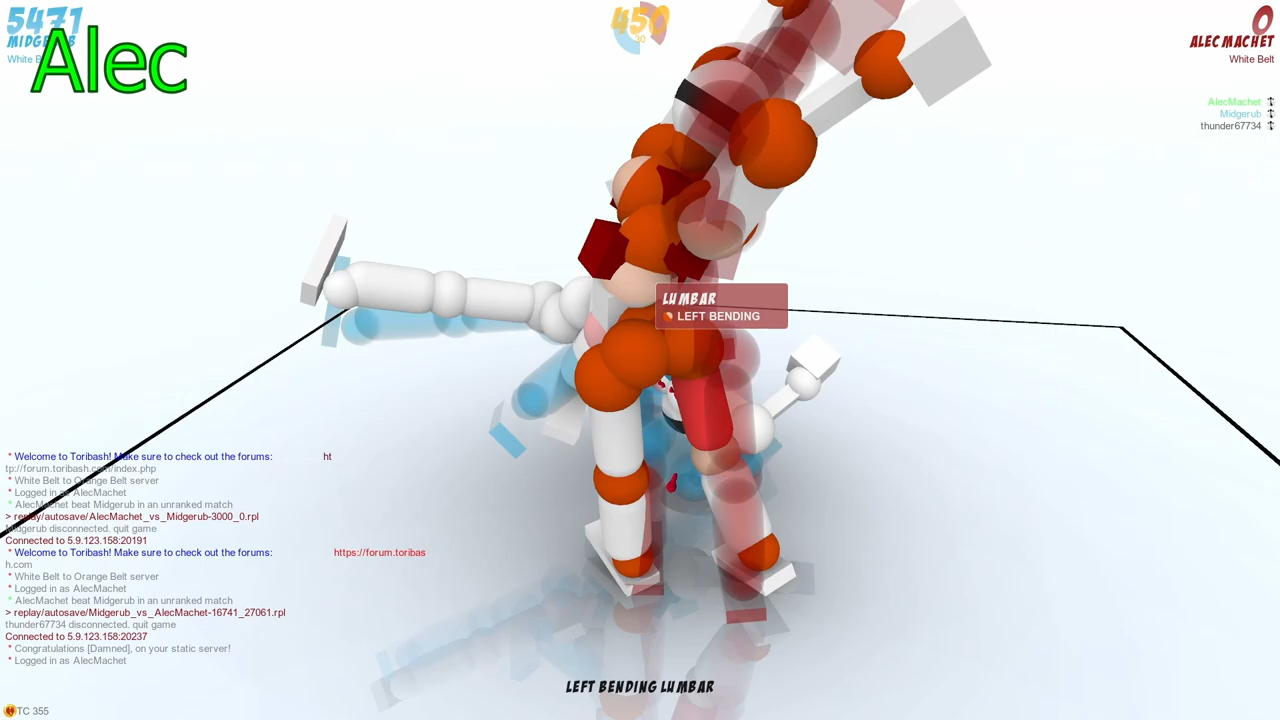 5471
MIDGERUB
White Belt
Alec
450
30
0
ALECMACHET
White Belt
AlecMachet
Midgerub
thunder67734
LUMBAR
LEFT BENDING
* Welcome to Toribash! Make sure to check out the forums: ht
tp://forum.toribash.com/index.php
* White Belt to Orange Belt server
* Logged in as AlecMachet
* AlecMachet beat Midgerub in an unranked match
> replay/autosave/AlecMachet_vs_Midgerub-3000_0.rpl
Midgerub disconnected. quit game
Connected to 5.9.123.158:20191
* Welcome to Toribash! Make sure to check out the forums: https://forum.toribas
h.com
* White Belt to Orange Belt server
* Logged in as AlecMachet
* AlecMachet beat Midgerub in an unranked match
> replay/autosave/Midgerub_vs_AlecMachet-16741_27061.rpl
thunder67734 disconnected. quit game
Connected to 5.9.123.158:20237
* Congratulations [Damned], on your static server!
* Logged in as AlecMachet
LEFT BENDING LUMBAR
TC 355